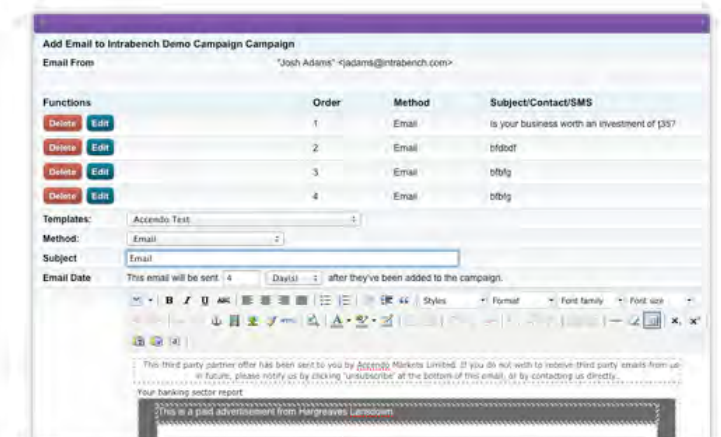 Add Email to Intrabench Demo Campaign Campaign
Email From "Josh Adams" <jadams@intrabench.com>
Functions Order Method Subject/Contact/SMS
Delete Edit 1 Email Is your business worth an investment of £35?
Delete Edit 2 Email bfdbdf
Delete Edit 3 Email bfbfg
Delete Edit 4 Email bfbfg
Templates: Accendo Test
Method: Email
Subject Email
Email Date This email will be sent 4 Day(s) after they've been added to the campaign.
B I U ABC Styles Format Font family Font size
A
This third party partner offer has been sent to you by Accendo Markets Limited. If you do not wish to receive third party emails from us
in future, please notify us by clicking "unsubscribe" at the bottom of this email, or by contacting us directly.
Your banking sector report
This is a paid advertisement from Hargreaves Lansdown